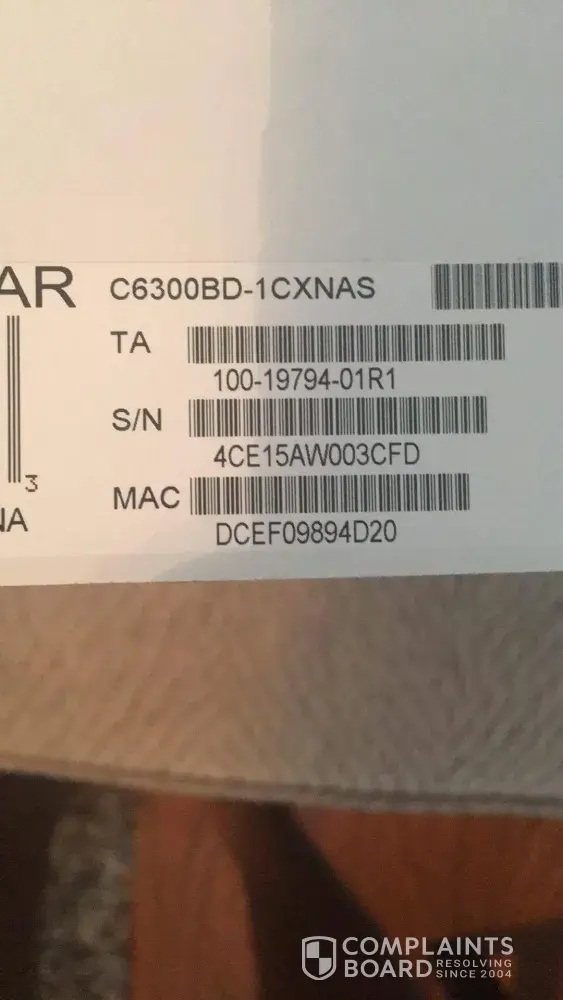 AR C6300BD-1CXNAS
TA
100-19794-01R1
S/N
4CE15AW003CFD
3
MAC
NA
DCEF09894D20
COMPLAINTS
BOARD RESOLVING
SINCE 2004